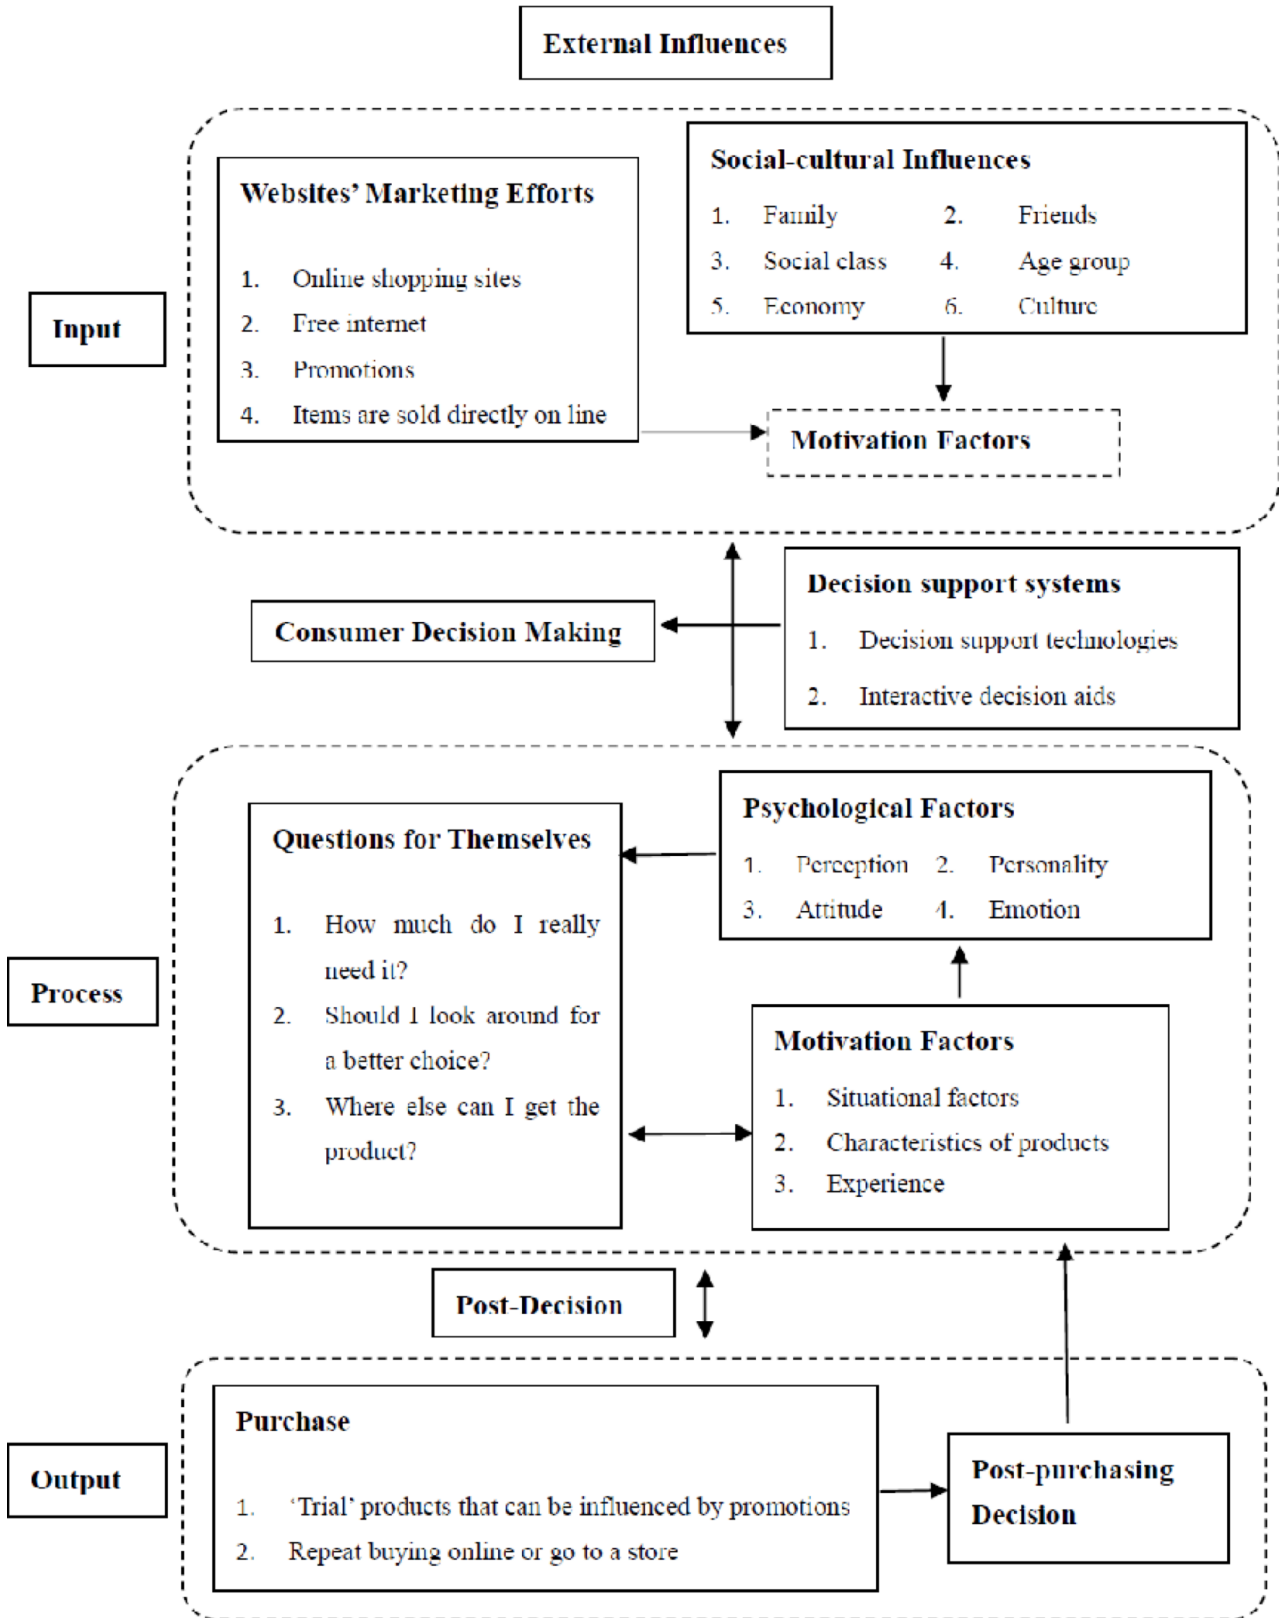 External Influences
Social-cultural Influences
1. Family 2. Friends
3. Social class 4. Age group
5. Economy 6. Culture
Websites’ Marketing Efforts
1. Online shopping sites
2. Free internet
3. Promotions
4. Items are sold directly on line
Input
Motivation Factors
Decision support systems
1. Decision support technologies
2. Interactive decision aids
Consumer Decision Making
Psychological Factors
1. Perception 2. Personality
3. Attitude 4. Emotion
Questions for Themselves
1. How much do I really
need it?
2. Should I look around for
a better choice?
3. Where else can I get the
product?
Process
Motivation Factors
1. Situational factors
2. Characteristics of products
3. Experience
Post-Decision
Purchase
1. ‘Trial’ products that can be influenced by promotions
2. Repeat buying online or go to a store
Output
Post-purchasing
Decision